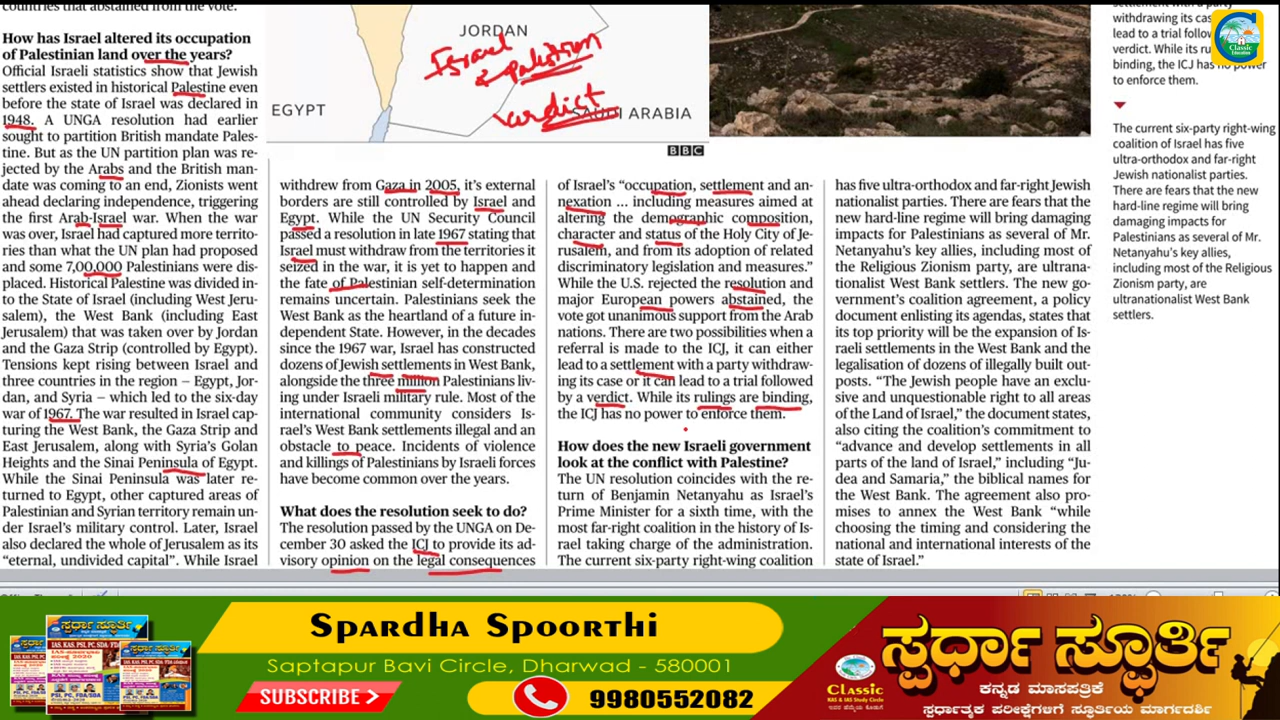 countries that abstained from the vote.
How has Israel altered its occupation
of Palestinian land over the years?
Official Israeli statistics show that Jewish
settlers existed in historical Palestine even
before the state of Israel was declared in
1948. A UNGA resolution had earlier
sought to partition British mandate Pales-
tine. But as the UN partition plan was re-
jected by the Arabs and the British man-
date was coming to an end, Zionists went
ahead declaring independence, triggering
the first Arab-Israel war. When the war
was over, Israel had captured more territo-
ries than what the UN plan had proposed
and some 7,00,000 Palestinians were dis-
placed. Historical Palestine was divided in-
to the State of Israel (including West Jeru-
salem), the West Bank (including East
Jerusalem) that was taken over by Jordan
and the Gaza Strip (controlled by Egypt).
Tensions kept rising between Israel and
three countries in the region – Egypt, Jor-
dan, and Syria – which led to the six-day
war of 1967. The war resulted in Israel cap-
turing the West Bank, the Gaza Strip and
East Jerusalem, along with Syria's Golan
Heights and the Sinai Peninsula of Egypt.
While the Sinai Peninsula was later re-
turned to Egypt, other captured areas of
Palestinian and Syrian territory remain un-
der Israel's military control. Later, Israel
also declared the whole of Jerusalem as its
"eternal, undivided capital". While Israel
JORDAN
Israel
& palistion
verdict
EGYPT
SAUDI ARABIA
BBC
withdrew from Gaza in 2005, it's external
borders are still controlled by Israel and
Egypt. While the UN Security Council
passed a resolution in late 1967 stating that
Israel must withdraw from the territories it
seized in the war, it is yet to happen and
the fate of Palestinian self-determination
remains uncertain. Palestinians seek the
West Bank as the heartland of a future in-
dependent State. However, in the decades
since the 1967 war, Israel has constructed
dozens of Jewish settlements in West Bank,
alongside the three million Palestinians liv-
ing under Israeli military rule. Most of the
international community considers Is-
rael's West Bank settlements illegal and an
obstacle to peace. Incidents of violence
and killings of Palestinians by Israeli forces
have become common over the years.
What does the resolution seek to do?
The resolution passed by the UNGA on De-
cember 30 asked the ICJ to provide its ad-
visory opinion on the legal consequences
of Israel's "occupation, settlement and an-
nexation ... including measures aimed at
altering the demographic composition,
character and status of the Holy City of Je-
rusalem, and from its adoption of related
discriminatory legislation and measures."
While the U.S. rejected the resolution and
major European powers abstained, the
vote got unanimous support from the Arab
nations. There are two possibilities when a
referral is made to the ICJ, it can either
lead to a settlement with a party withdraw-
ing its case or it can lead to a trial followed
by a verdict. While its rulings are binding,
the ICJ has no power to enforce them.
How does the new Israeli government
look at the conflict with Palestine?
The UN resolution coincides with the re-
turn of Benjamin Netanyahu as Israel's
Prime Minister for a sixth time, with the
most far-right coalition in the history of Is-
rael taking charge of the administration.
The current six-party right-wing coalition
has five ultra-orthodox and far-right Jewish
nationalist parties. There are fears that the
new hard-line regime will bring damaging
impacts for Palestinians as several of Mr.
Netanyahu's key allies, including most of
the Religious Zionism party, are ultrana-
tionalist West Bank settlers. The new go-
vernment's coalition agreement, a policy
document enlisting its agendas, states that
its top priority will be the expansion of Is-
raeli settlements in the West Bank and the
legalisation of dozens of illegally built out-
posts. "The Jewish people have an exclu-
sive and unquestionable right to all areas
of the Land of Israel," the document states,
also citing the coalition's commitment to
"advance and develop settlements in all
parts of the land of Israel," including "Ju-
dea and Samaria," the biblical names for
the West Bank. The agreement also pro-
mises to annex the West Bank "while
choosing the timing and considering the
national and international interests of the
state of Israel."
settlement with a party
withdrawing its cas
lead to a trial follow
verdict. While its ru
binding, the ICJ has no power
to enforce them.
The current six-party right-wing
coalition of Israel has five
ultra-orthodox and far-right
Jewish nationalist parties.
There are fears that the new
hard-line regime will bring
damaging impacts for
Palestinians as several of Mr.
Netanyahu's key allies,
including most of the Religious
Zionism party, are
ultranationalist West Bank
settlers.
Classic
Education
ಸ್ಪರ್ಧಾ ಸ್ಫೂರ್ತಿ
Spardha Spoorthi
Saptapur Bavi Circle, Dharwad - 580001
SUBSCRIBE >
9980552082
Classic
KAS & IAS Study Circle
ಸ್ಪರ್ಧಾ ಸ್ಫೂರ್ತಿ
ಕನ್ನಡ ಮಾಸಪತ್ರಿಕೆ
ಸ್ಪರ್ಧಾತ್ಮಕ ಪರೀಕ್ಷೆಗಳಿಗೆ ಸ್ಫೂರ್ತಿಯ ಮಾರ್ಗದರ್ಶಿ